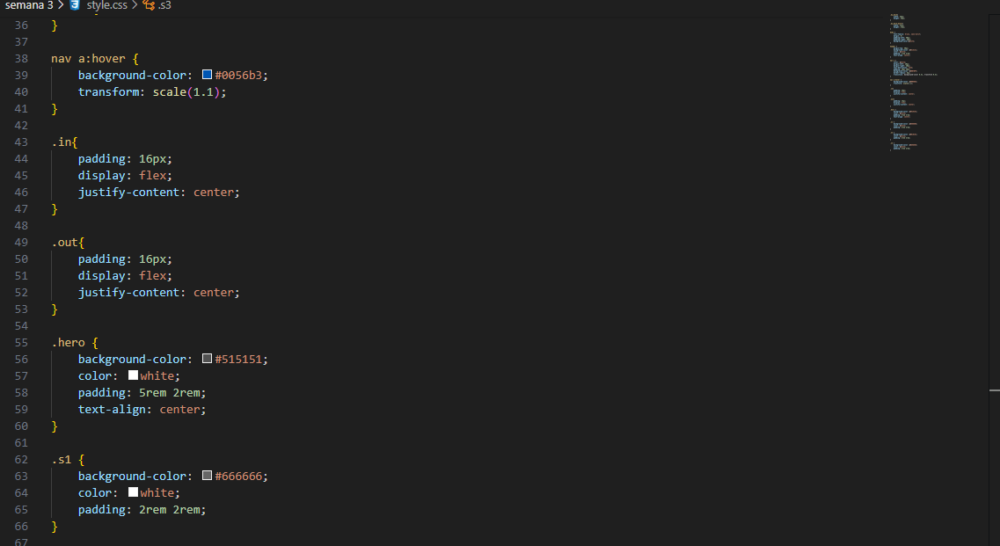 semana 3 > style.css > .s3
36 }
37
38 nav a:hover {
39 background-color: #0056b3;
40 transform: scale(1.1);
41 }
42
43 .in{
44 padding: 16px;
45 display: flex;
46 justify-content: center;
47 }
48
49 .out{
50 padding: 16px;
51 display: flex;
52 justify-content: center;
53 }
54
55 .hero {
56 background-color: #515151;
57 color: white;
58 padding: 5rem 2rem;
59 text-align: center;
60 }
61
62 .s1 {
63 background-color: #666666;
64 color: white;
65 padding: 2rem 2rem;
66 }
67